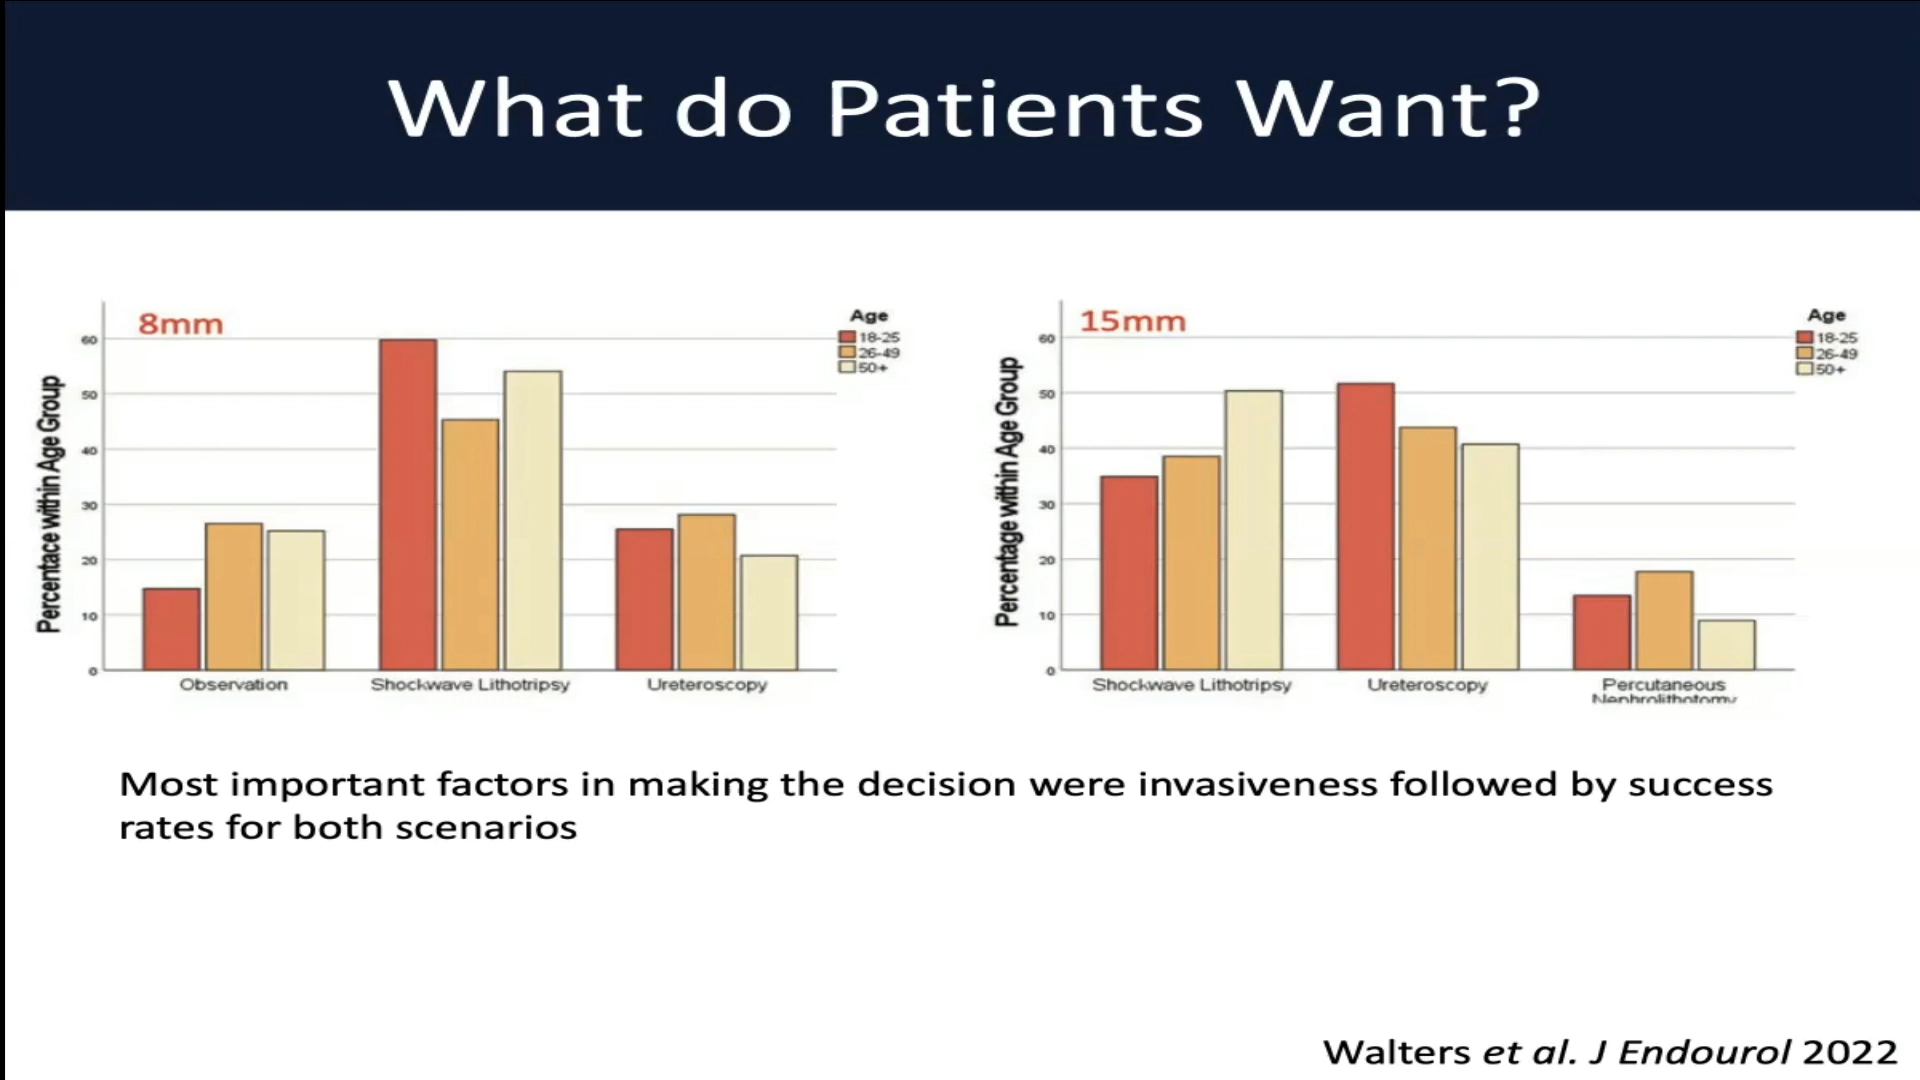 What do Patients Want?
8mm
Percentace within Age Group
60
50
40
30
20
10
0
Observation
Shockwave Lithotripsy
Ureteroscopy
Age
18-25
26-49
50+
15mm
Percentage within Age Group
60
50
40
30
20
10
0
Shockwave Lithotripsy
Ureteroscopy
Percutaneous
Nephrolithotomy
Age
18-25
26-49
50+
Most important factors in making the decision were invasiveness followed by success
rates for both scenarios
Walters et al. J Endourol 2022